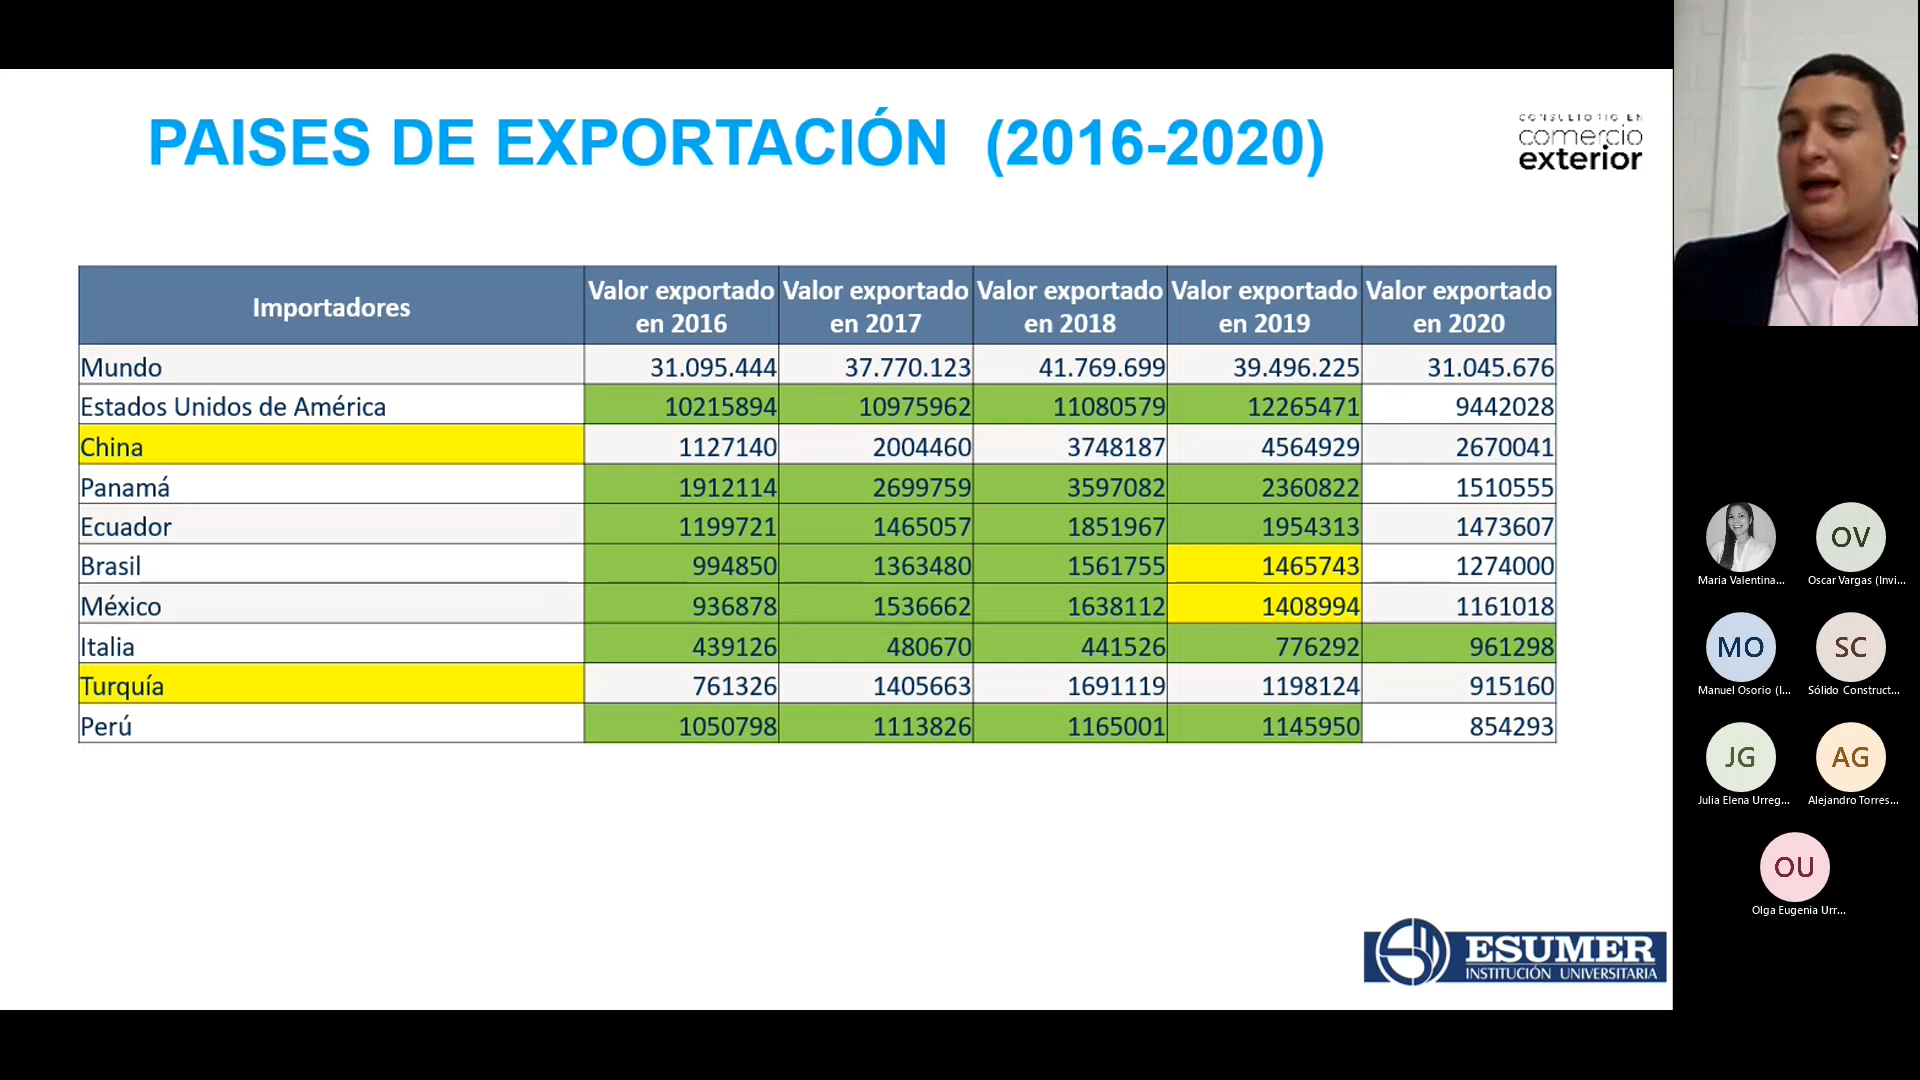 PAISES DE EXPORTACIÓN (2016-2020)
CONSULTORIO EN
comercio
exterior
Importadores Valor exportado en 2016 Valor exportado en 2017 Valor exportado en 2018 Valor exportado en 2019 Valor exportado en 2020
Mundo 31.095.444 37.770.123 41.769.699 39.496.225 31.045.676
Estados Unidos de América 10215894 10975962 11080579 12265471 9442028
China 1127140 2004460 3748187 4564929 2670041
Panamá 1912114 2699759 3597082 2360822 1510555
Ecuador 1199721 1465057 1851967 1954313 1473607
Brasil 994850 1363480 1561755 1465743 1274000
México 936878 1536662 1638112 1408994 1161018
Italia 439126 480670 441526 776292 961298
Turquía 761326 1405663 1691119 1198124 915160
Perú 1050798 1113826 1165001 1145950 854293
ESUMER
INSTITUCIÓN UNIVERSITARIA
OV
Maria Valentina... Oscar Vargas (Invi...
MO SC
Manuel Osorio (I... Sólido Construct...
JG AG
Julia Elena Urreg... Alejandro Torres...
OU
Olga Eugenia Urr...